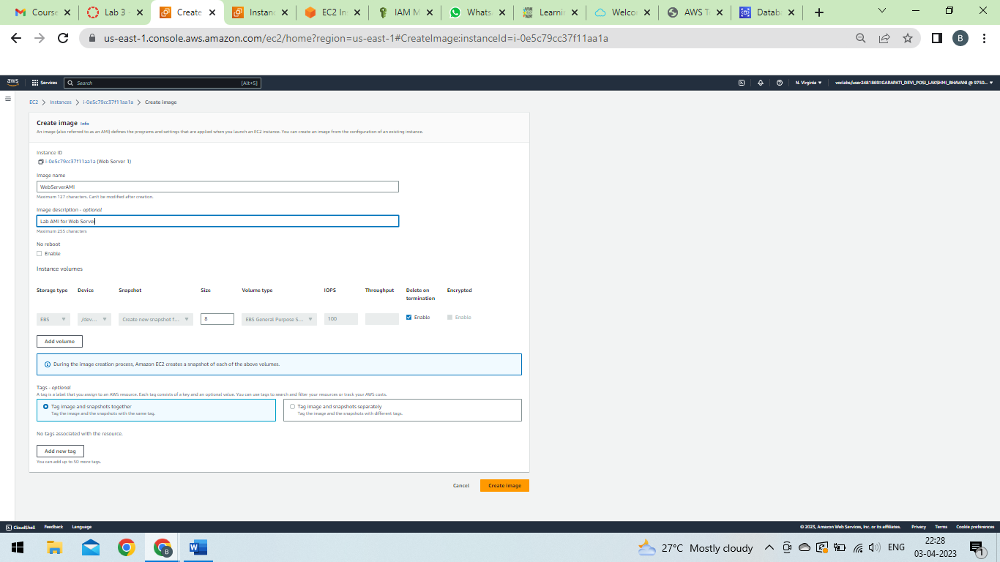 Course
Lab 3 -
Create
Instanc
EC2 In
IAM M
Whats
Learnin
Welco
AWS T
Datab
us-east-1.console.aws.amazon.com/ec2/home?region=us-east-1#CreateImage:instanceId=i-0e5c79cc37f11aa1a
B
aws
Services
Search
[Alt+S]
N. Virginia
voclabs/user2481869=GARAPATI_DEVI_POSI_LAKSHMI_BHAVANI @ 9750...
EC2
Instances
i-0e5c79cc37f11aa1a
Create image
Create image Info
An image (also referred to as an AMI) defines the programs and settings that are applied when you launch an EC2 instance. You can create an image from the configuration of an existing instance.
Instance ID
i-0e5c79cc37f11aa1a (Web Server 1)
Image name
WebServerAMI
Maximum 127 characters. Can't be modified after creation.
Image description - optional
Lab AMI for Web Server
Maximum 255 characters
No reboot
Enable
Instance volumes
Storage type Device Snapshot Size Volume type IOPS Throughput Delete on termination Encrypted
EBS /dev... Create new snapshot f... 8 EBS General Purpose S... 100 Enable Enable
Add volume
During the image creation process, Amazon EC2 creates a snapshot of each of the above volumes.
Tags - optional
A tag is a label that you assign to an AWS resource. Each tag consists of a key and an optional value. You can use tags to search and filter your resources or track your AWS costs.
Tag image and snapshots together
Tag the image and the snapshots with the same tag.
Tag image and snapshots separately
Tag the image and the snapshots with different tags.
No tags associated with the resource.
Add new tag
You can add up to 50 more tags.
Cancel
Create image
CloudShell
Feedback
Language
© 2023, Amazon Web Services, Inc. or its affiliates.
Privacy
Terms
Cookie preferences
B
W
27°C Mostly cloudy
ENG
22:28
03-04-2023
1